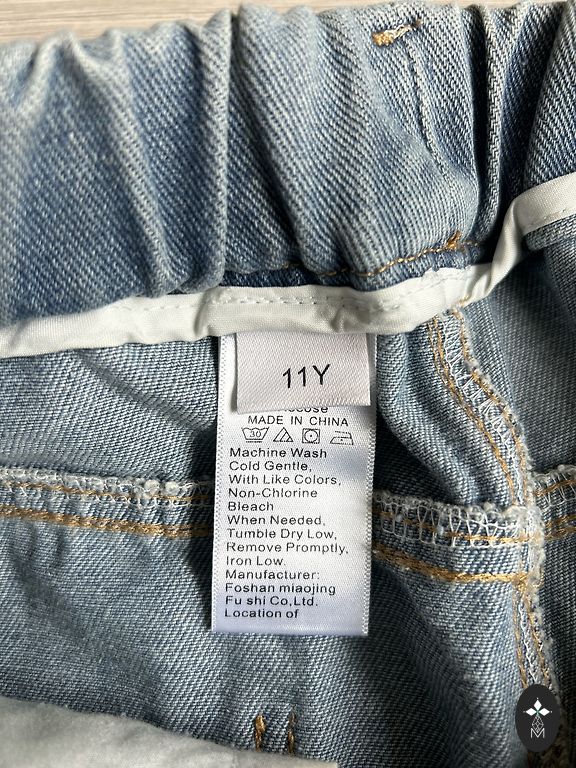 11Y
MADE IN CHINA
30
Machine Wash
Cold Gentle,
With Like Colors,
Non-Chlorine
Bleach
When Needed,
Tumble Dry Low,
Remove Promptly,
Iron Low.
Manufacturer:
Foshan miaojing
Fu shi Co,Ltd.
Location of
M